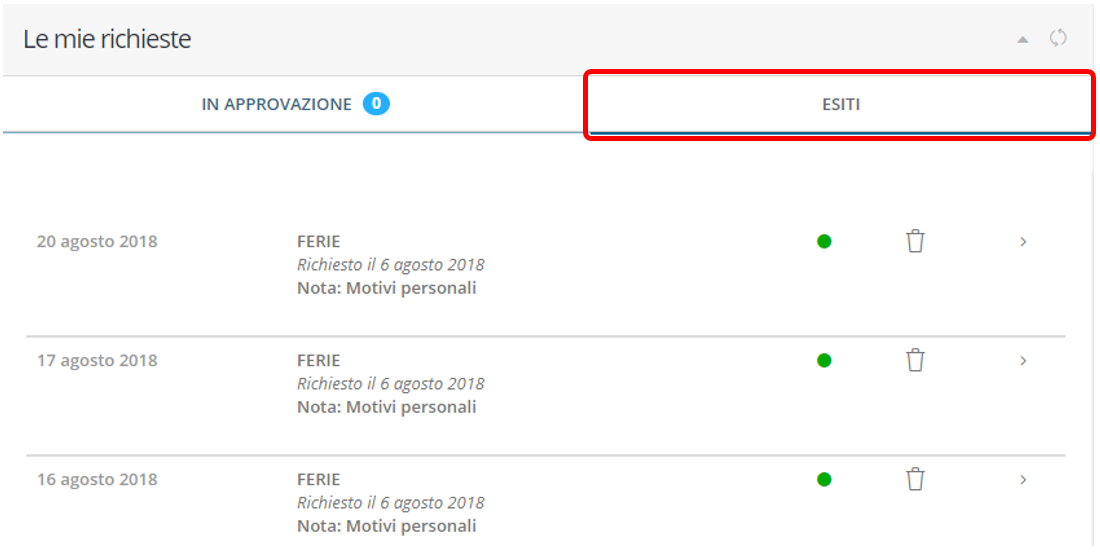 Le mie richieste
IN APPROVAZIONE 0
ESITI
20 agosto 2018
FERIE
Richiesto il 6 agosto 2018
Nota: Motivi personali
17 agosto 2018
FERIE
Richiesto il 6 agosto 2018
Nota: Motivi personali
16 agosto 2018
FERIE
Richiesto il 6 agosto 2018
Nota: Motivi personali